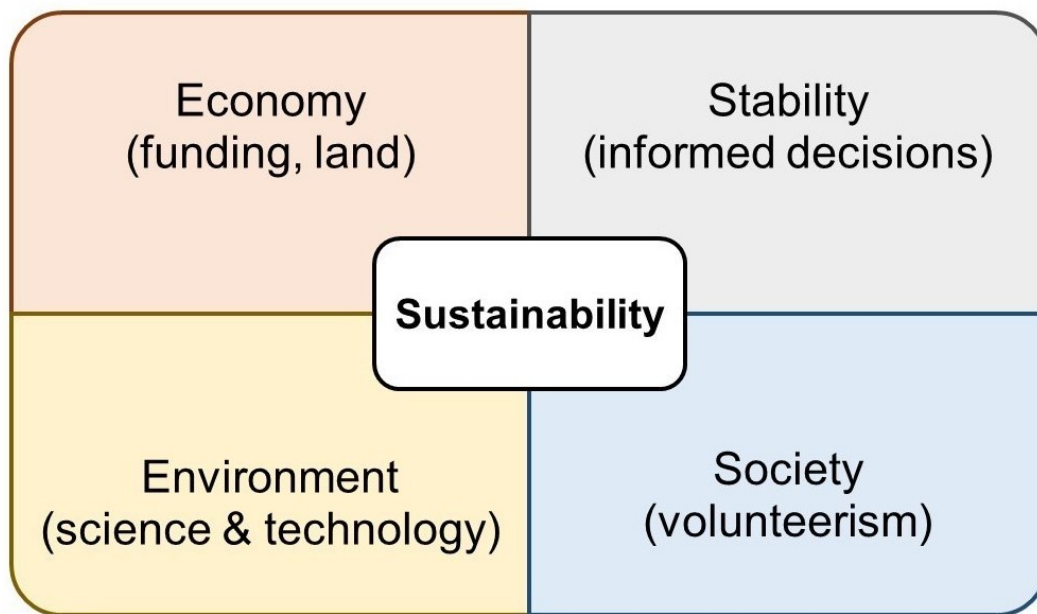 Economy
(funding, land)
Stability
(informed decisions)
Sustainability
Environment
(science & technology)
Society
(volunteerism)